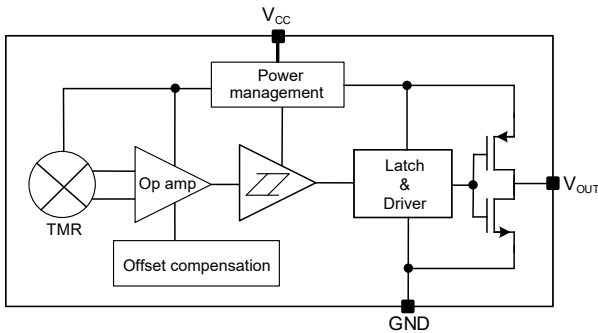 V_CC
Power
management
Op amp
Latch
&
Driver
V_OUT
TMR
Offset compensation
GND